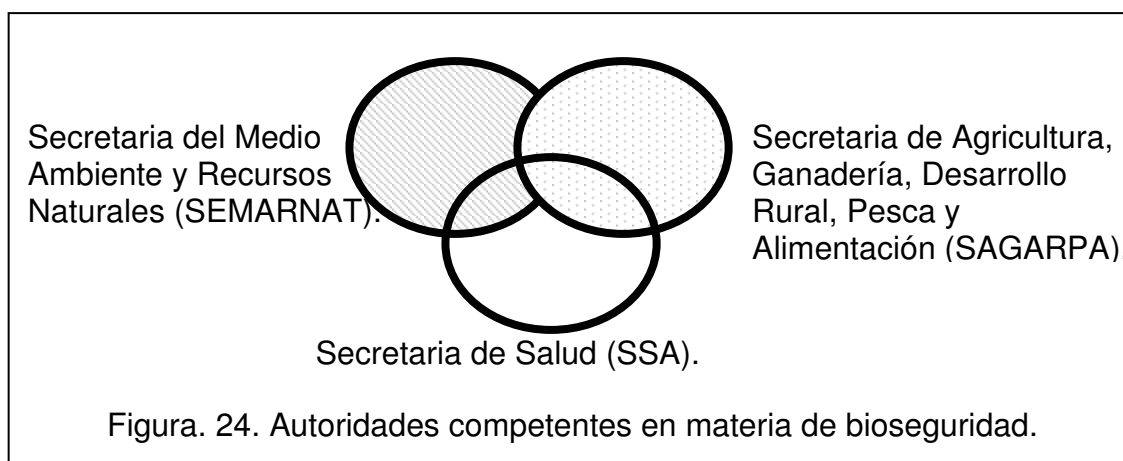 Secretaria del Medio
Ambiente y Recursos
Naturales (SEMARNAT).
Secretaria de Agricultura,
Ganadería, Desarrollo
Rural, Pesca y
Alimentación (SAGARPA).
Secretaria de Salud (SSA).
Figura. 24. Autoridades competentes en materia de bioseguridad.